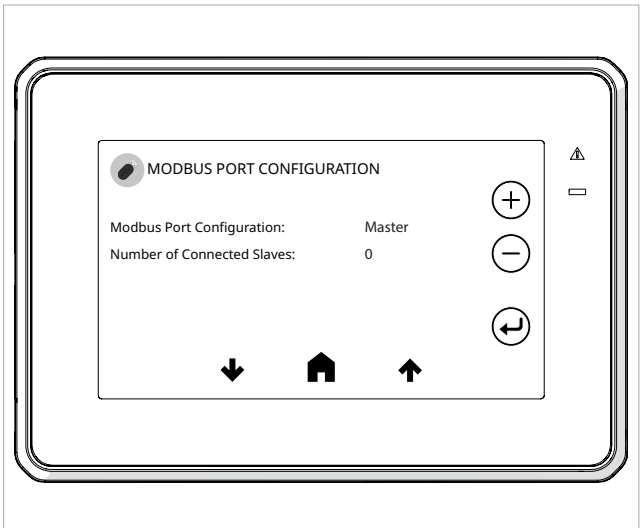 MODBUS PORT CONFIGURATION
Modbus Port Configuration: Master
Number of Connected Slaves: 0